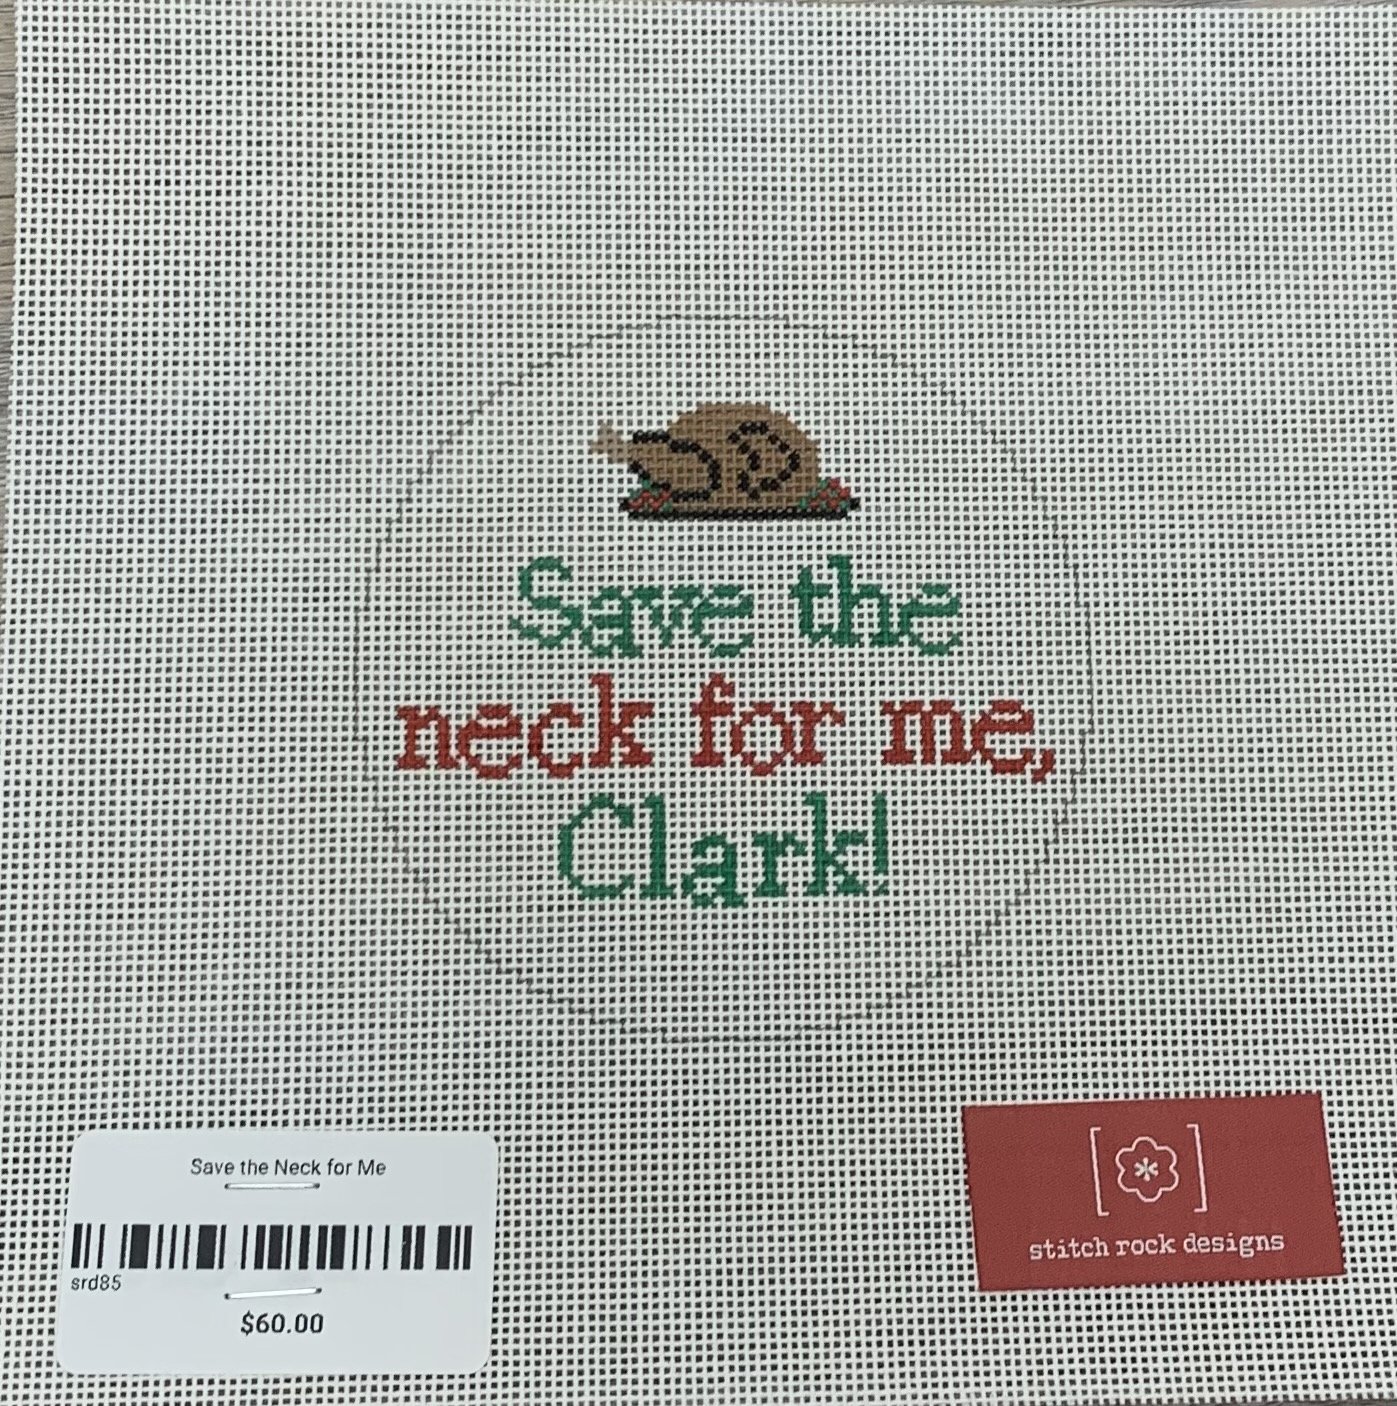 Save the
neck for me,
Clark!
Save the Neck for Me
srd85
$60.00
stitch rock designs